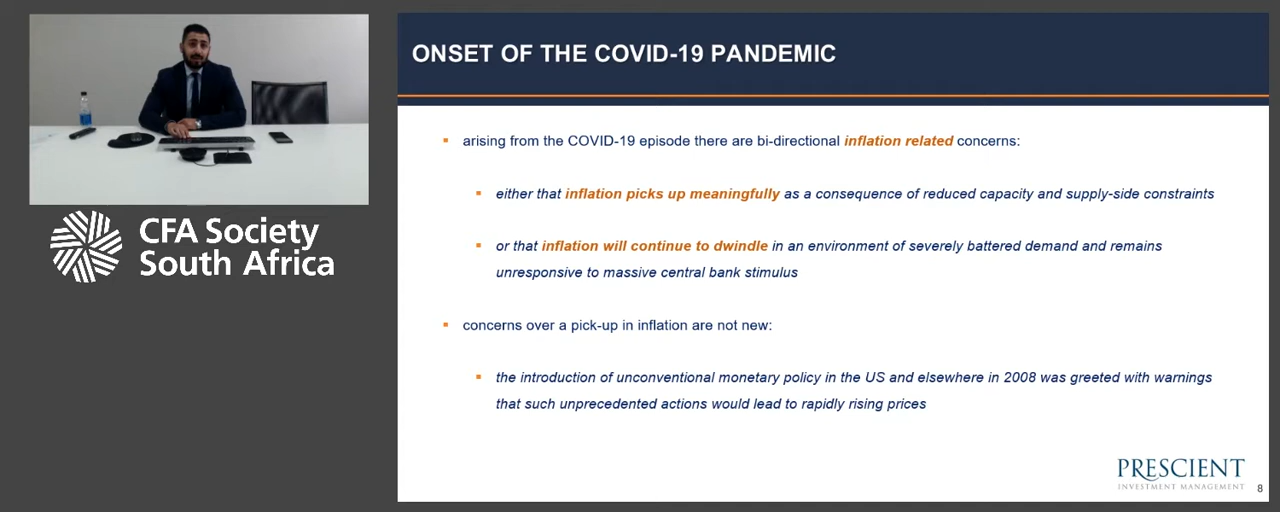 ONSET OF THE COVID-19 PANDEMIC
arising from the COVID-19 episode there are bi-directional inflation related concerns:
either that inflation picks up meaningfully as a consequence of reduced capacity and supply-side constraints
or that inflation will continue to dwindle in an environment of severely battered demand and remains
unresponsive to massive central bank stimulus
concerns over a pick-up in inflation are not new:
the introduction of unconventional monetary policy in the US and elsewhere in 2008 was greeted with warnings
that such unprecedented actions would lead to rapidly rising prices
CFA Society
South Africa
PRESCIENT
INVESTMENT MANAGEMENT
8